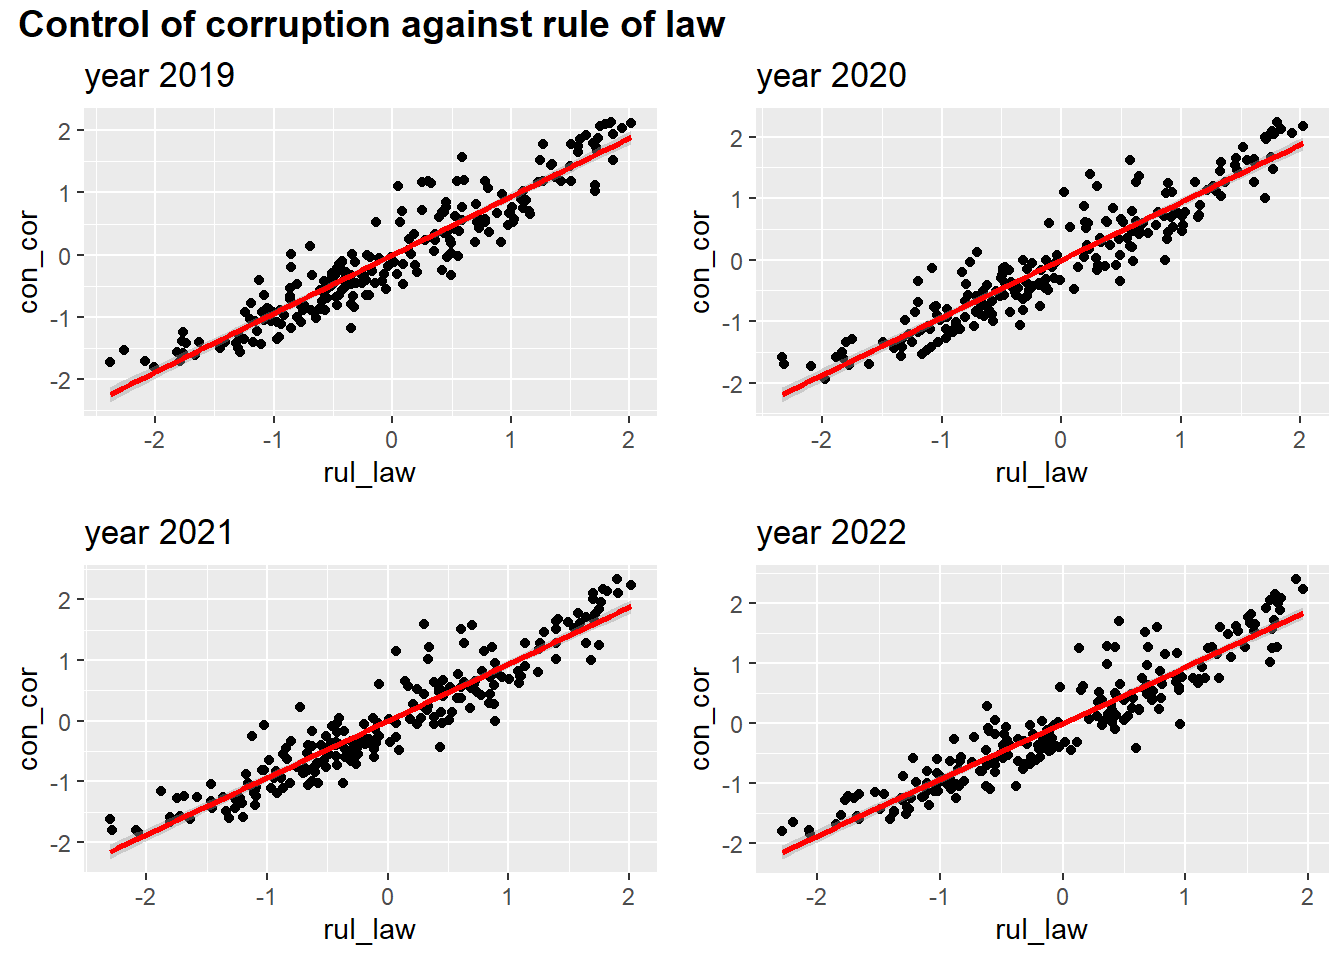 Control of corruption against rule of law
year 2019
2
1
0
-1
-2
con_cor
-2 -1 0 1 2
rul_law
year 2020
2
1
0
-1
-2
con_cor
-2 -1 0 1 2
rul_law
year 2021
2
1
0
-1
-2
con_cor
-2 -1 0 1 2
rul_law
year 2022
2
1
0
-1
-2
con_cor
-2 -1 0 1 2
rul_law